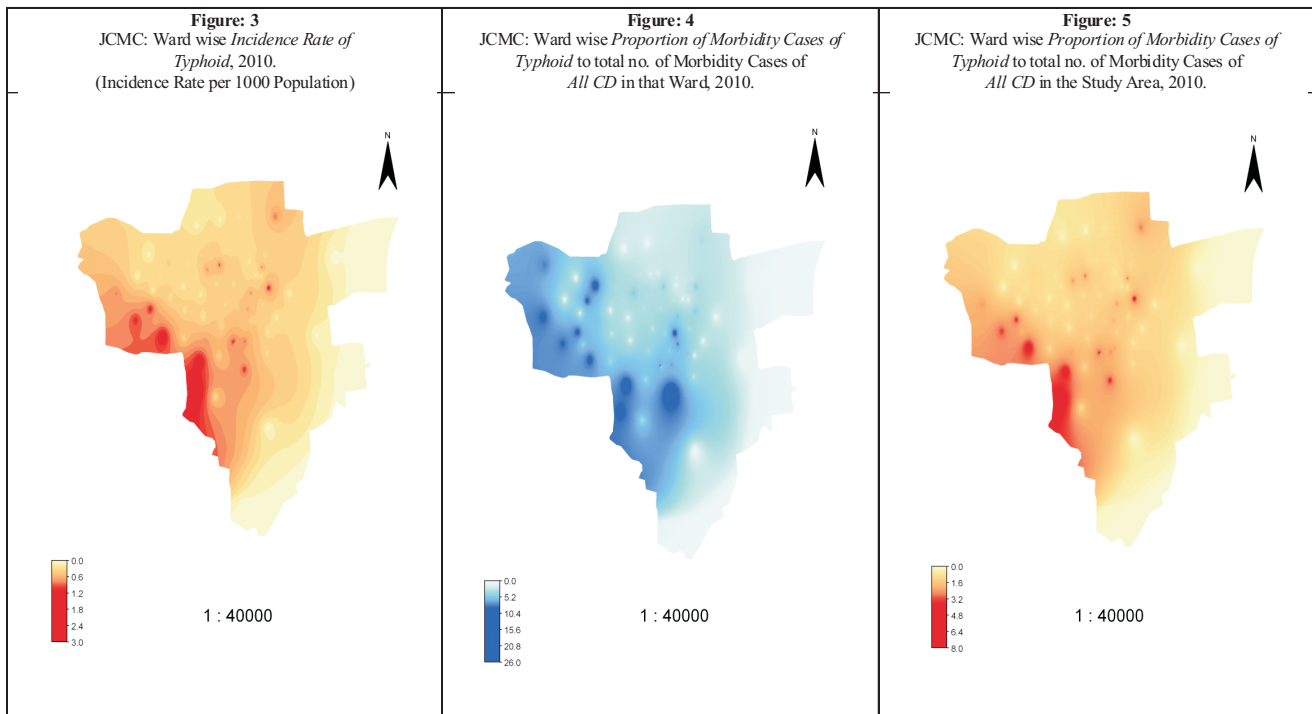 Figure: 3
JCMC: Ward wise Incidence Rate of
Typhoid, 2010.
(Incidence Rate per 1000 Population)
N
0.0
0.6
1.2
1.8
2.4
3.0
1 : 40000
Figure: 4
JCMC: Ward wise Proportion of Morbidity Cases of
Typhoid to total no. of Morbidity Cases of
All CD in that Ward, 2010.
N
0.0
5.2
10.4
15.6
20.8
26.0
1 : 40000
Figure: 5
JCMC: Ward wise Proportion of Morbidity Cases of
Typhoid to total no. of Morbidity Cases of
All CD in the Study Area, 2010.
N
0.0
1.6
3.2
4.8
6.4
8.0
1 : 40000